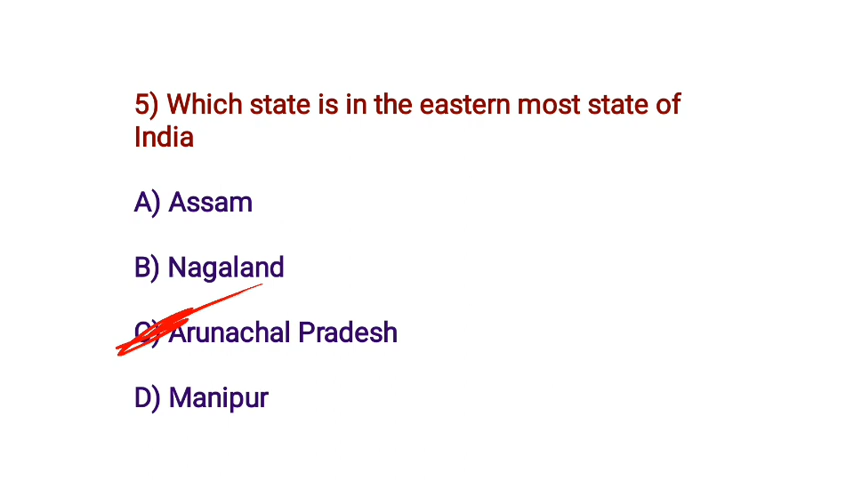 5) Which state is in the eastern most state of
India
A) Assam
B) Nagaland
C) Arunachal Pradesh
D) Manipur